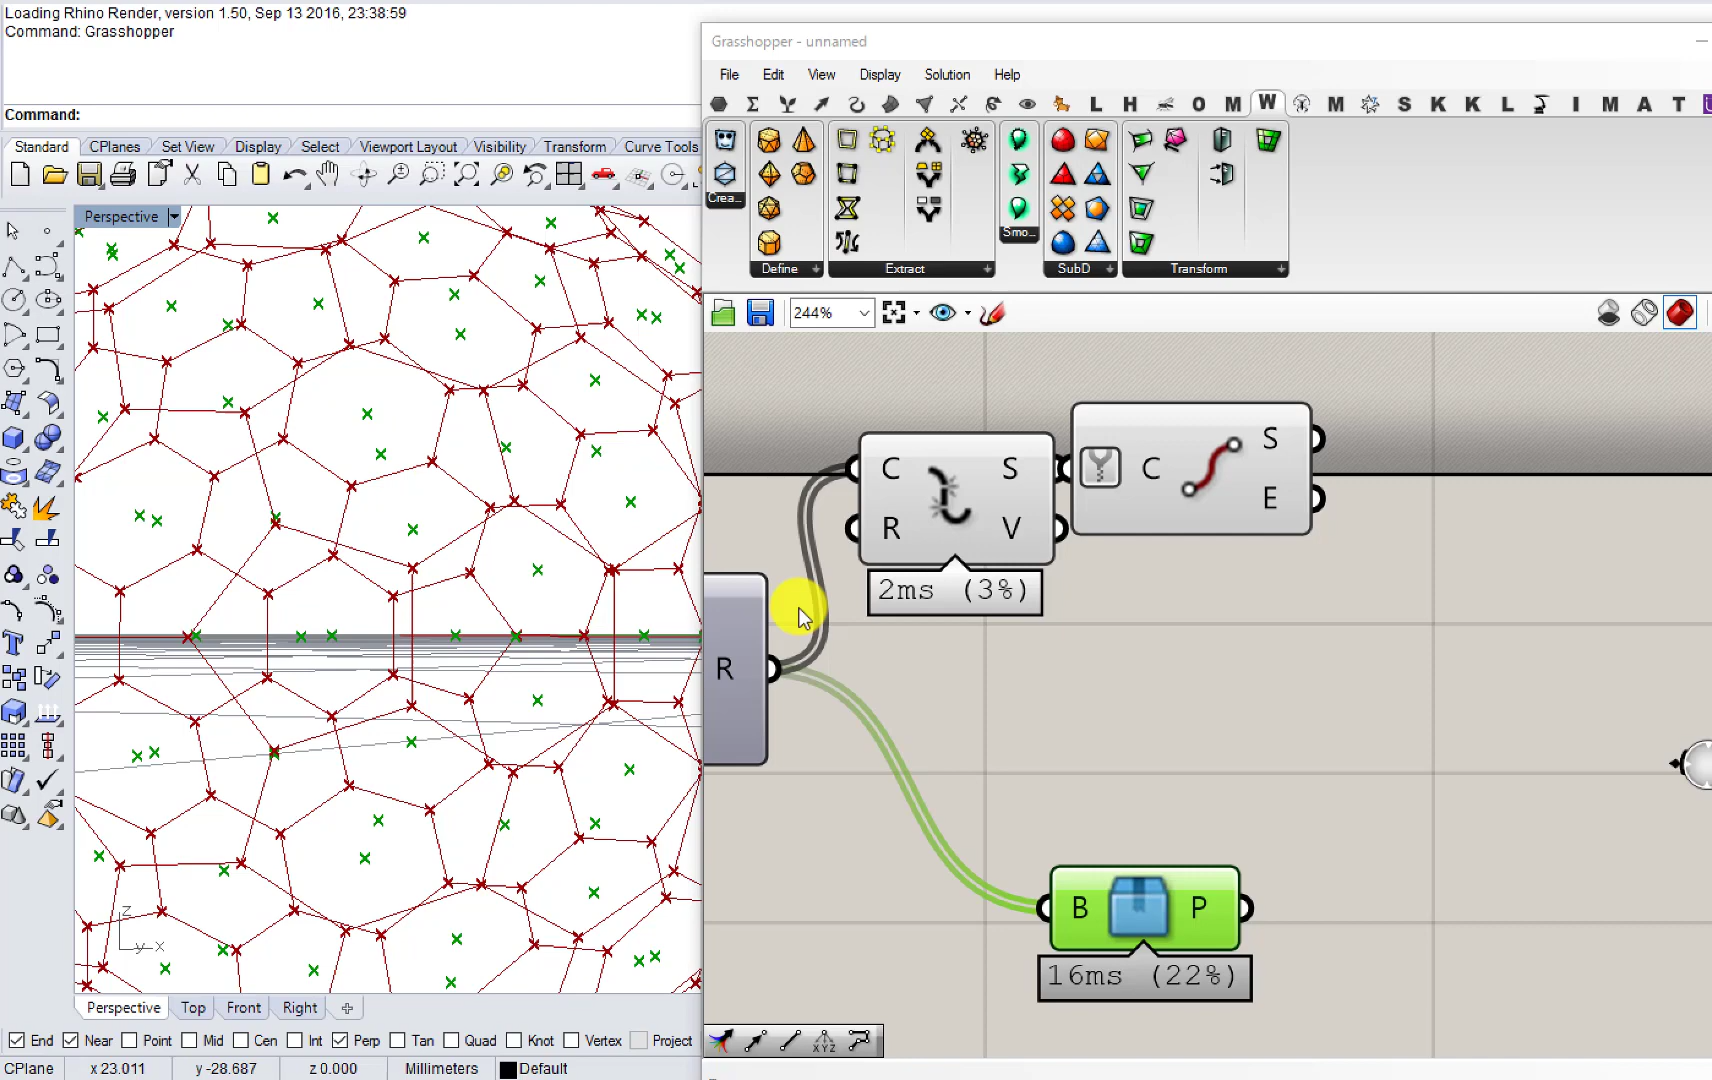 Loading Rhino Render, version 1.50, Sep 13 2016, 23:38:59
Command: Grasshopper
Command:
Standard CPlanes Set View Display Select Viewport Layout Visibility Transform Curve Tools
Perspective
Z
y x
Perspective Top Front Right
End Near Point Mid Cen Int Perp Tan Quad Knot Vertex Project
CPlane x 23.011 y -28.687 z 0.000 Millimeters Default
Grasshopper - unnamed
File Edit View Display Solution Help
L H O M W M S K K L I M A T
Crea...
Smo...
Define Extract SubD Transform
244%
C S
R V
2ms (3%)
C S
E
R
B P
16ms (22%)
XYZ